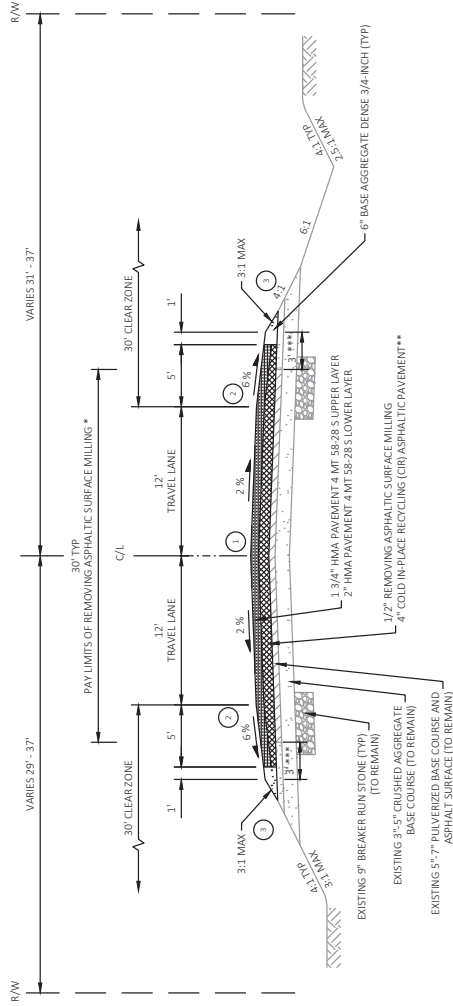 R/W
R/W
VARIES 29' - 37'
VARIES 31' - 37'
30' TYP
PAY LIMITS OF REMOVING ASPHALTIC SURFACE MILLING *
C/L
30' CLEAR ZONE
30' CLEAR ZONE
1'
5'
12'
TRAVEL LANE
12'
TRAVEL LANE
5'
1'
3:1 MAX
3
2
6 %
2 %
1
2 %
2
6 %
3:1 MAX
3
4:1
6:1
4:1 TYP
3:1 MAX
4:1 TYP
2.5:1 MAX
3' ***
3' ***
6" BASE AGGREGATE DENSE 3/4-INCH (TYP)
1 3/4" HMA PAVEMENT 4 MT 58-28 S UPPER LAYER
2" HMA PAVEMENT 4 MT 58-28 S LOWER LAYER
1/2" REMOVING ASPHALTIC SURFACE MILLING
4" COLD IN-PLACE RECYCLING (CIR) ASPHALTIC PAVEMENT**
EXISTING 9" BREAKER RUN STONE (TYP)
(TO REMAIN)
EXISTING 3"-5" CRUSHED AGGREGATE
BASE COURSE (TO REMAIN)
EXISTING 5"-7" PULVERIZED BASE COURSE AND
ASPHALT SURFACE (TO REMAIN)